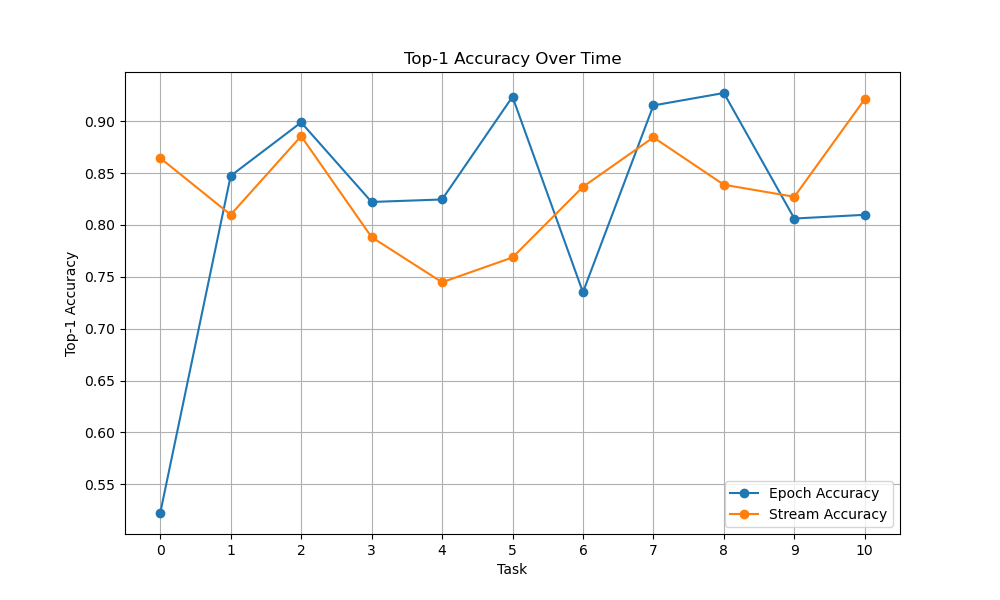 Top-1 Accuracy Over Time
Top-1 Accuracy
0.90
0.85
0.80
0.75
0.70
0.65
0.60
0.55
0 1 2 3 4 5 6 7 8 9 10
Task
Epoch Accuracy
Stream Accuracy